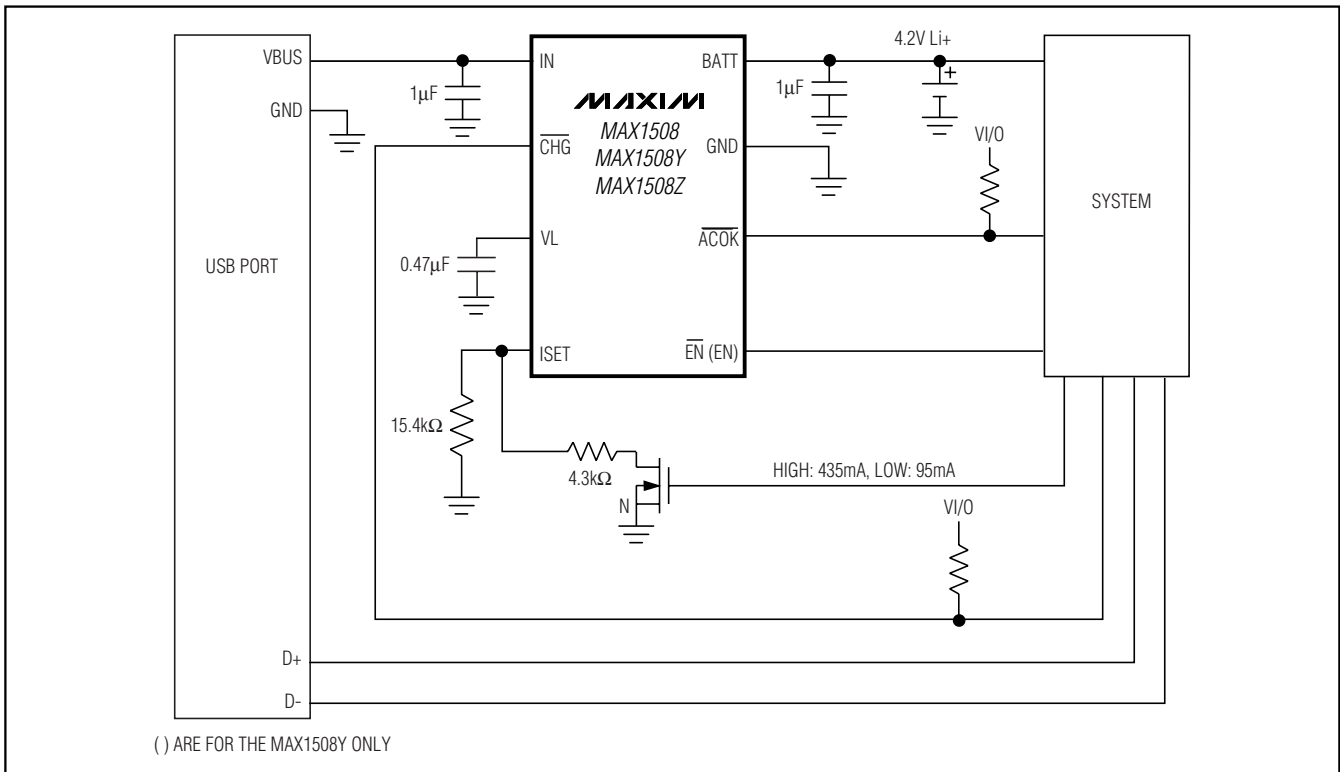 USB PORT
VBUS
GND
D+
D-
1μF
IN
CHG
VL
ISET
MAXIM
MAX1508
MAX1508Y
MAX1508Z
BATT
GND
ACOK
EN (EN)
0.47μF
15.4kΩ
4.3kΩ
N
1μF
4.2V Li+
+
VI/O
SYSTEM
HIGH: 435mA, LOW: 95mA
VI/O
( ) ARE FOR THE MAX1508Y ONLY